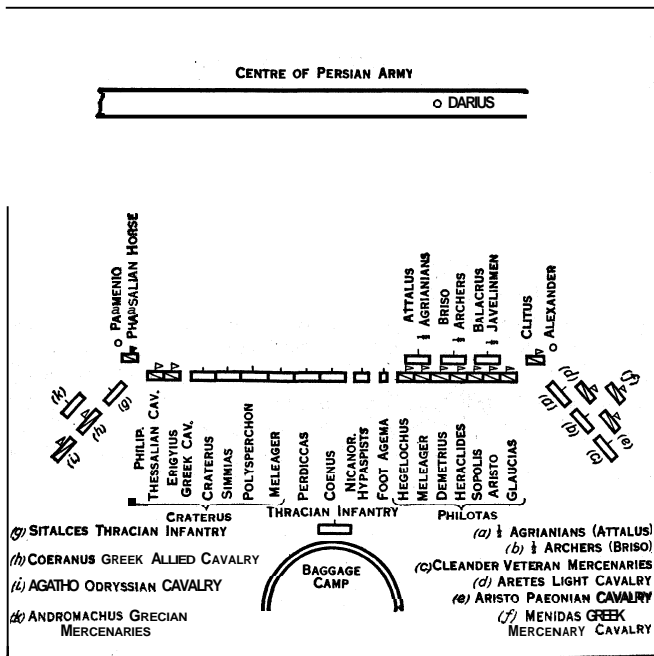 CENTRE OF PERSIAN ARMY
DARIUS
PARMENIO
PHARSALIAN HORSE
ATTALUS
½ AGRIANIANS
BRISO
½ ARCHERS
BALACRUS
½ JAVELINMEN
CLITUS
ALEXANDER
(k)
(g)
(h)
(i)
(d)
(f)
(a)
(b)
(e)
(c)
PHILIP.
THESSALIAN CAV.
ERIGYIUS
GREEK CAV.
CRATERUS
SIMMIAS
POLYSPERCHON
MELEAGER
PERDICCAS
COENUS
NICANOR.
HYPASPISTS
FOOT AGEMA
HEGELOCHUS
MELEAGER
DEMETRIUS
HERACLIDES
SOPOLIS
ARISTO
GLAUCIAS
CRATERUS
THRACIAN INFANTRY
PHILOTAS
(g) SITALCES THRACIAN INFANTRY
(h) COERANUS GREEK ALLIED CAVALRY
(i) AGATHO ODRYSSIAN CAVALRY
(k) ANDROMACHUS GRECIAN
MERCENARIES
BAGGAGE
CAMP
(a) ½ AGRIANIANS (ATTALUS)
(b) ½ ARCHERS (BRISO)
(c) CLEANDER VETERAN MERCENARIES
(d) ARETES LIGHT CAVALRY
(e) ARISTO PAEONIAN CAVALRY
(f) MENIDAS GREEK
MERCENARY CAVALRY